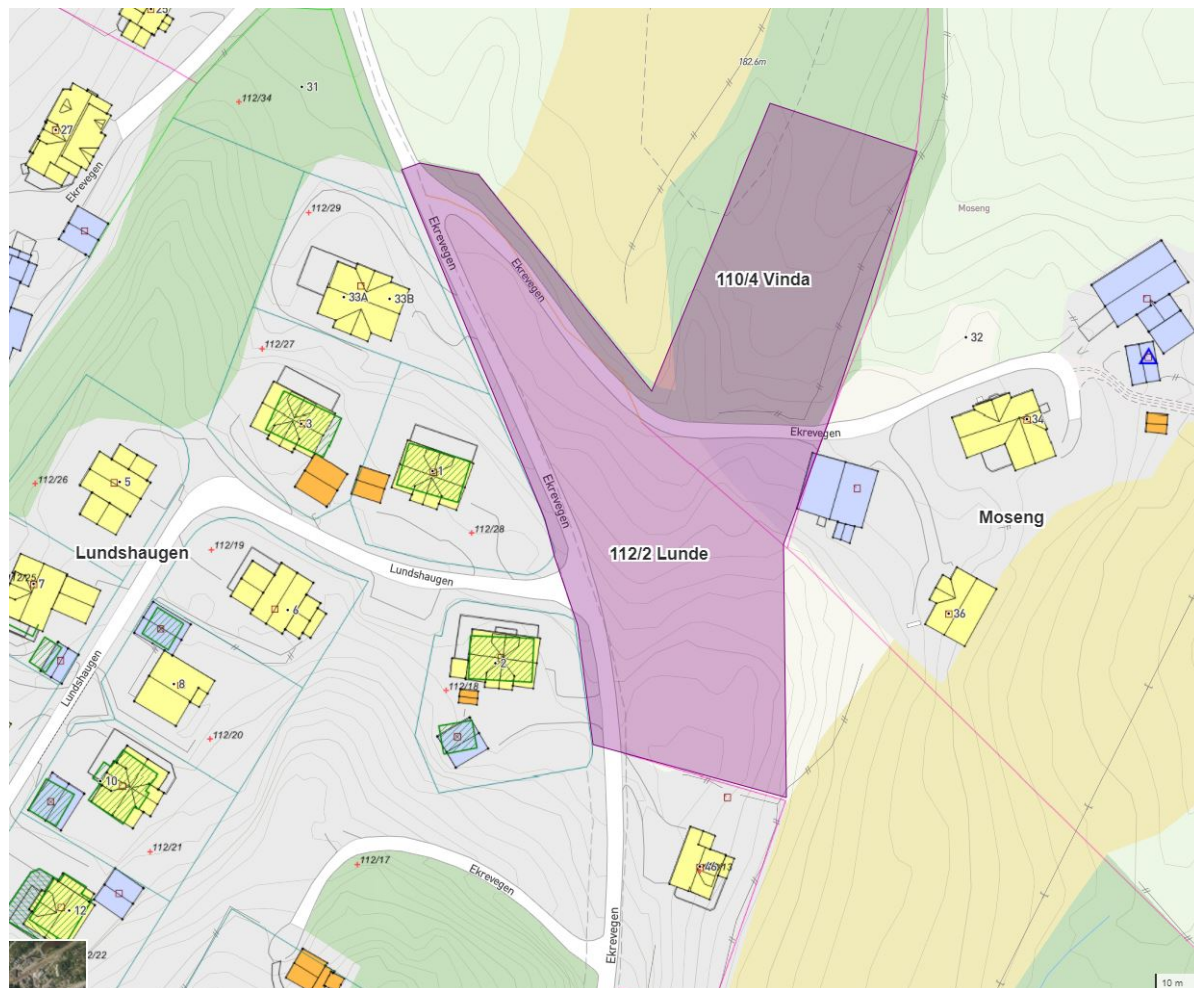 25
182.6m
31
112/34
27
Ekrevegen
Moseng
112/29
Ekrevegen
Ekrevegen
110/4 Vinda
33A
33B
32
112/27
3
34
Ekrevegen
1
5
112/26
Ekrevegen
112/28
Moseng
112/19
Lundshaugen
112/2 Lunde
Lundshaugen
7
6
36
2
Lundshaugen
8
112/18
112/20
10
112/21
112/17
46
Ekrevegen
12
Ekrevegen
10 m